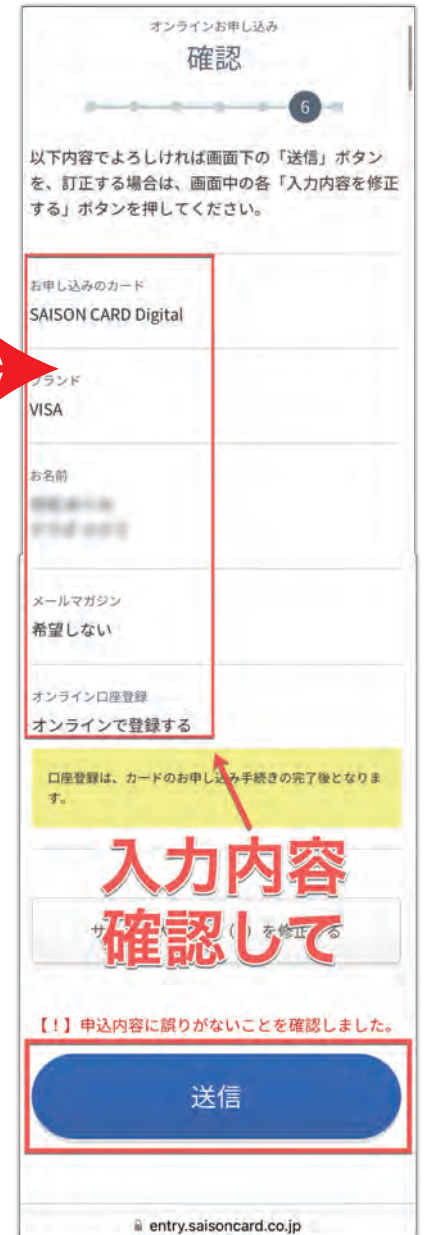 オンラインお申し込み
確認
6
以下内容でよろしければ画面下の「送信」ボタン
を、訂正する場合は、画面中の各「入力内容を修正
する」ボタンを押してください。
お申し込みのカード
SAISON CARD Digital
ブランド
VISA
お名前
メールマガジン
希望しない
オンライン口座登録
オンラインで登録する
口座登録は、カードのお申し込み手続きの完了後となりま
す。
入力内容
確認して
を修正する
【！】申込内容に誤りがないことを確認しました。
送信
entry.saisoncard.co.jp